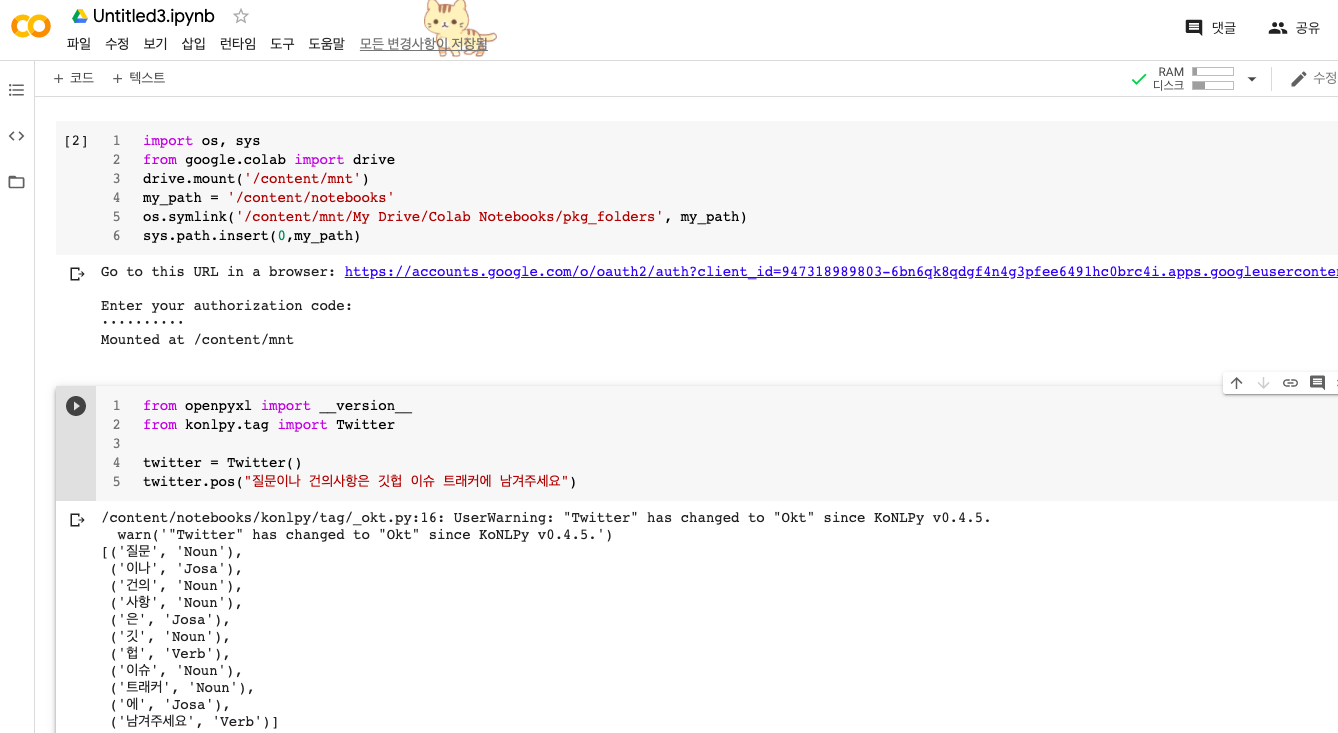 Untitled3.ipynb
파일 수정 보기 삽입 런타임 도구 도움말 모든 변경사항이 저장됨
댓글 공유
+ 코드 + 텍스트
RAM
디스크
수정
[2]
1 import os, sys
2 from google.colab import drive
3 drive.mount('/content/mnt')
4 my_path = '/content/notebooks'
5 os.symlink('/content/mnt/My Drive/Colab Notebooks/pkg_folders', my_path)
6 sys.path.insert(0,my_path)
Go to this URL in a browser: https://accounts.google.com/o/oauth2/auth?client_id=947318989803-6bn6qk8qdgf4n4g3pfee6491hc0brc4i.apps.googleuserconte
Enter your authorization code:
··········
Mounted at /content/mnt
1 from openpyxl import __version__
2 from konlpy.tag import Twitter
3
4 twitter = Twitter()
5 twitter.pos("질문이나 건의사항은 깃헙 이슈 트래커에 남겨주세요")
/content/notebooks/konlpy/tag/_okt.py:16: UserWarning: "Twitter" has changed to "Okt" since KoNLPy v0.4.5.
warn('"Twitter" has changed to "Okt" since KoNLPy v0.4.5.')
[('질문', 'Noun'),
('이나', 'Josa'),
('건의', 'Noun'),
('사항', 'Noun'),
('은', 'Josa'),
('깃', 'Noun'),
('헙', 'Verb'),
('이슈', 'Noun'),
('트래커', 'Noun'),
('에', 'Josa'),
('남겨주세요', 'Verb')]